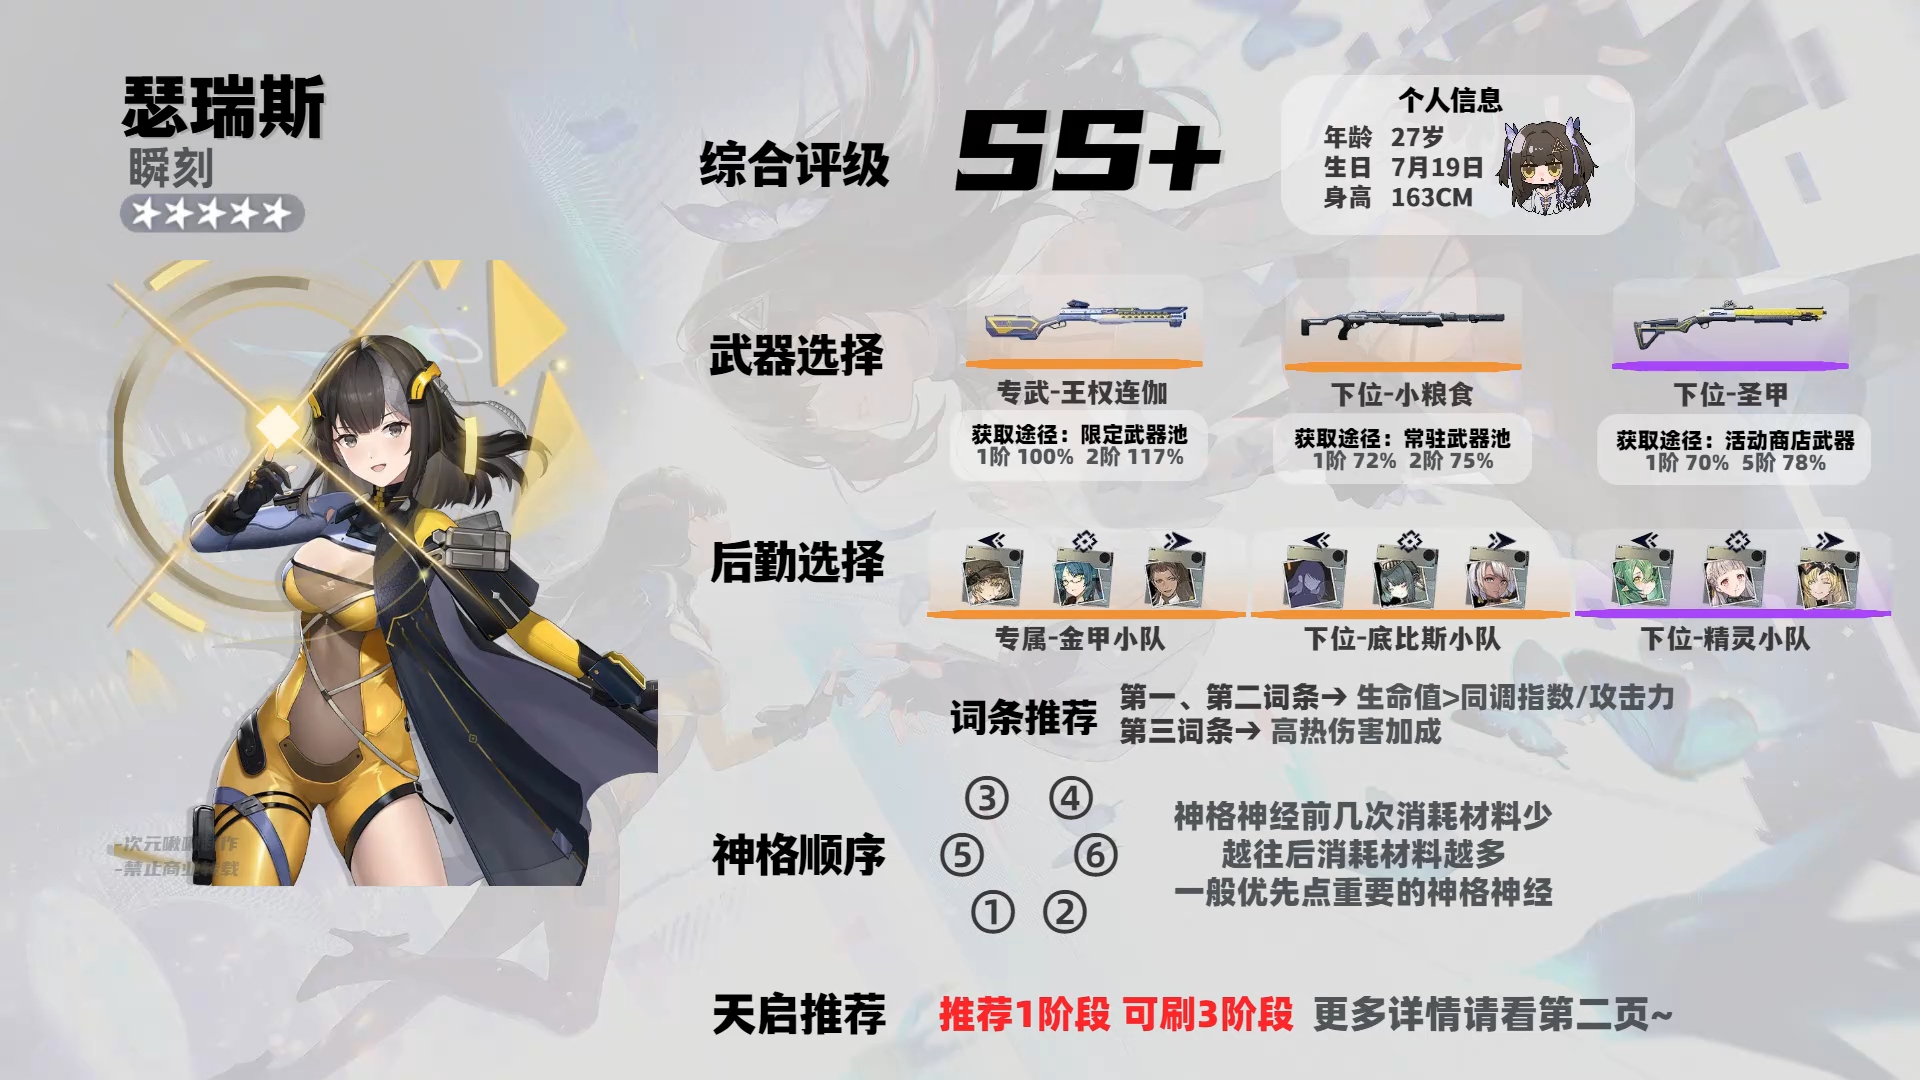 瑟瑞斯
瞬刻
综合评级
SS+
个人信息
年龄 27岁
生日 7月19日
身高 163CM
武器选择
专武-王权连伽
获取途径：限定武器池
1阶 100% 2阶 117%
下位-小粮食
获取途径：常驻武器池
1阶 72% 2阶 75%
下位-圣甲
获取途径：活动商店武器
1阶 70% 5阶 78%
后勤选择
专属-金甲小队
下位-底比斯小队
下位-精灵小队
词条推荐
第一、第二词条→ 生命值>同调指数/攻击力
第三词条→ 高热伤害加成
神格顺序
③ ④
⑤ ⑥
① ②
神格神经前几次消耗材料少
越往后消耗材料越多
一般优先点重要的神格神经
天启推荐
推荐1阶段 可刷3阶段 更多详情请看第二页~
-次元啾啾制作
-禁止商业转载